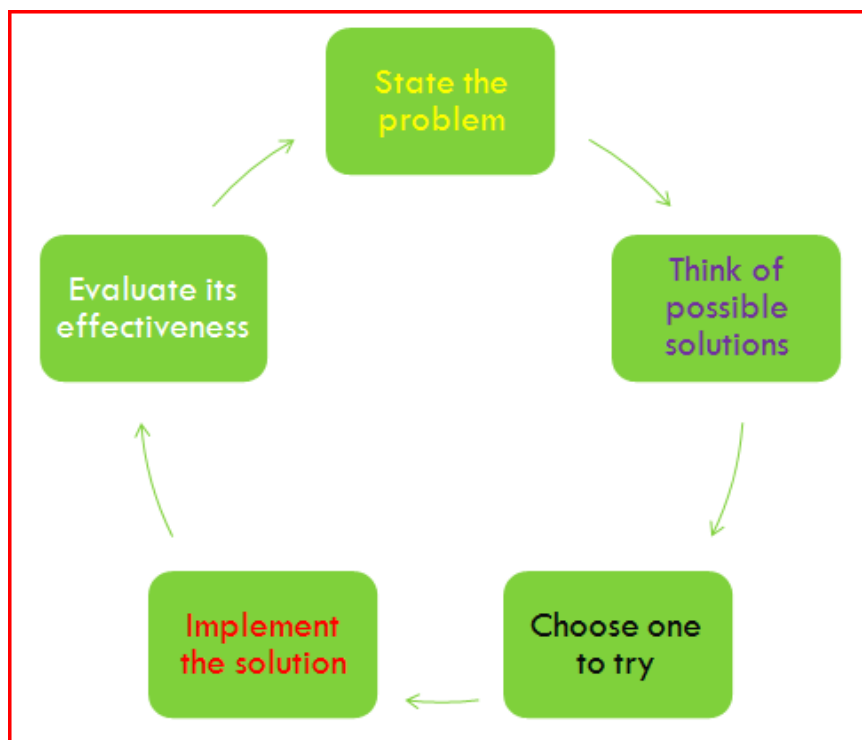 State the
problem
Think of
possible
solutions
Choose one
to try
Implement
the solution
Evaluate its
effectiveness